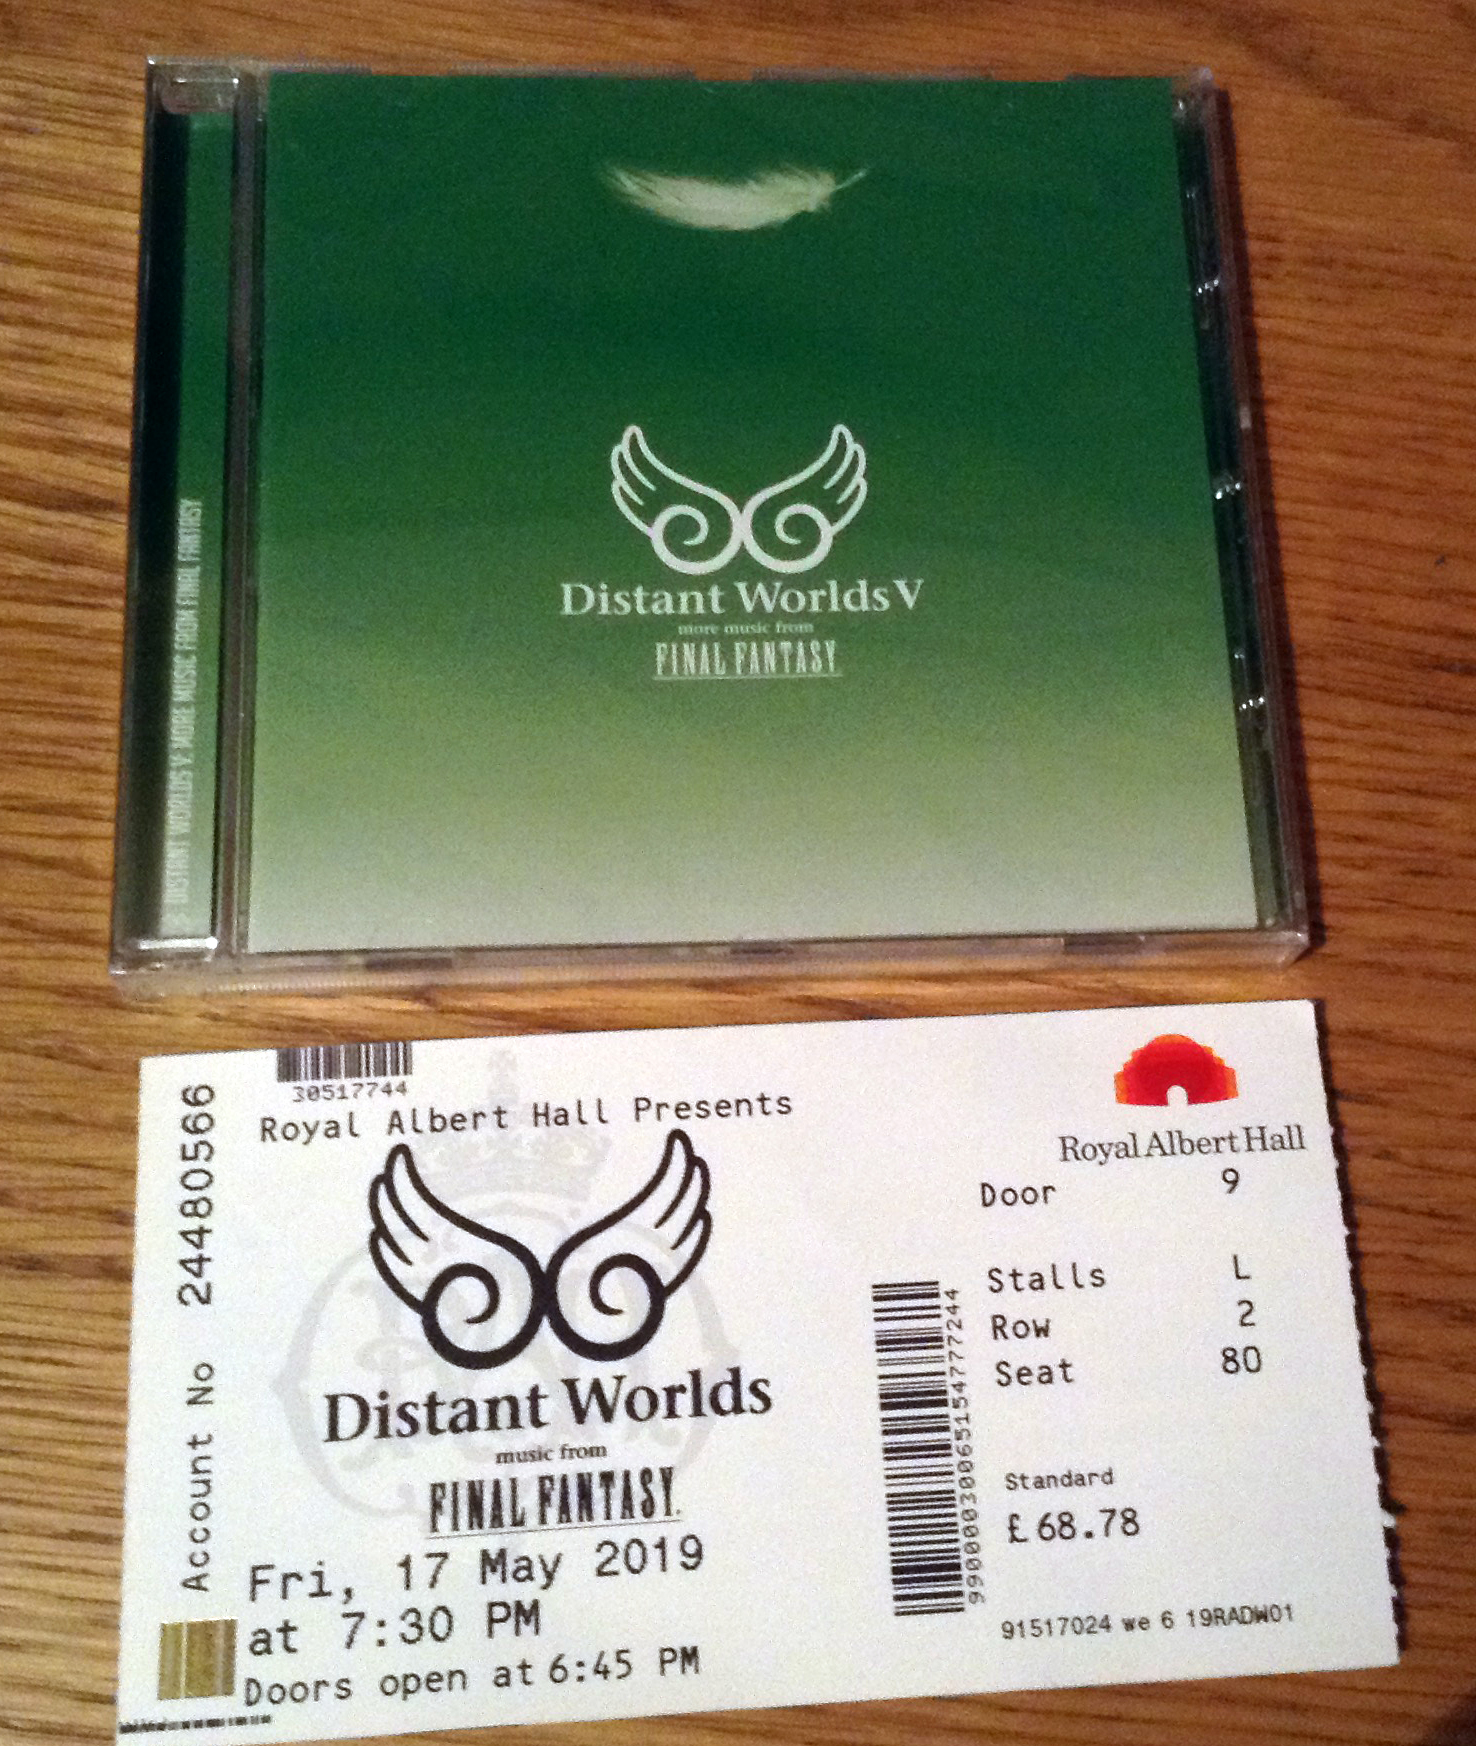 DISTANT WORLDS V: MORE MUSIC FROM FINAL FANTASY
Distant Worlds V
more music from
FINAL FANTASY
30517744
Royal Albert Hall Presents
Account No 24480566
Distant Worlds
music from
FINAL FANTASY.
Fri, 17 May 2019
at 7:30 PM
Doors open at 6:45 PM
9900000300651547777244
Royal Albert Hall
Door 9
Stalls L
Row 2
Seat 80
Standard
£68.78
91517024 we 6 19RADW01